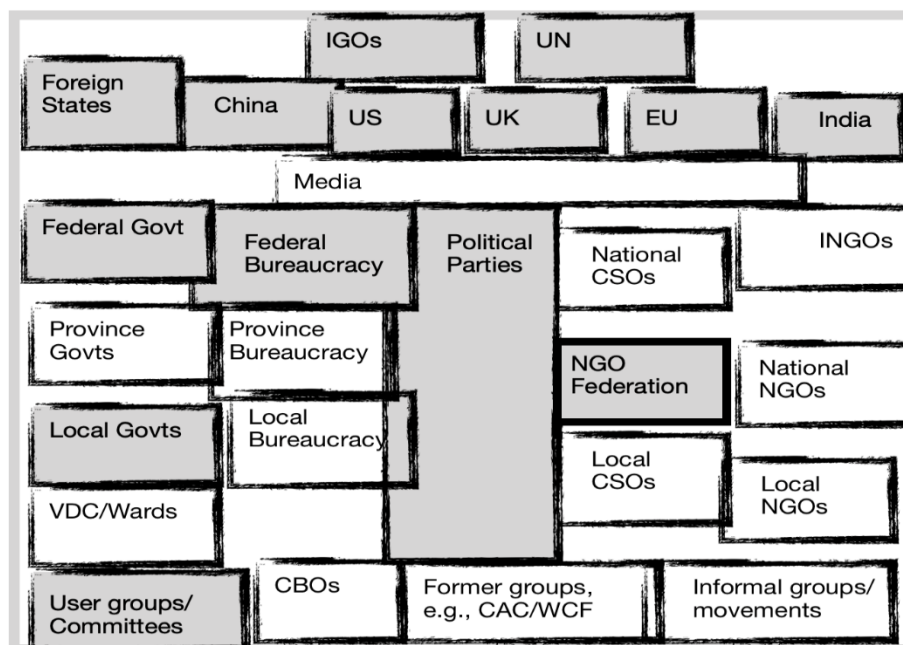 IGOs
UN
Foreign
States
China
US
UK
EU
India
Media
Federal Govt
Federal
Bureaucracy
Political
Parties
National
CSOs
INGOs
Province
Govts
Province
Bureaucracy
NGO
Federation
National
NGOs
Local Govts
Local
Bureaucracy
Local
CSOs
Local
NGOs
VDC/Wards
User groups/
Committees
CBOs
Former groups,
e.g., CAC/WCF
Informal groups/
movements